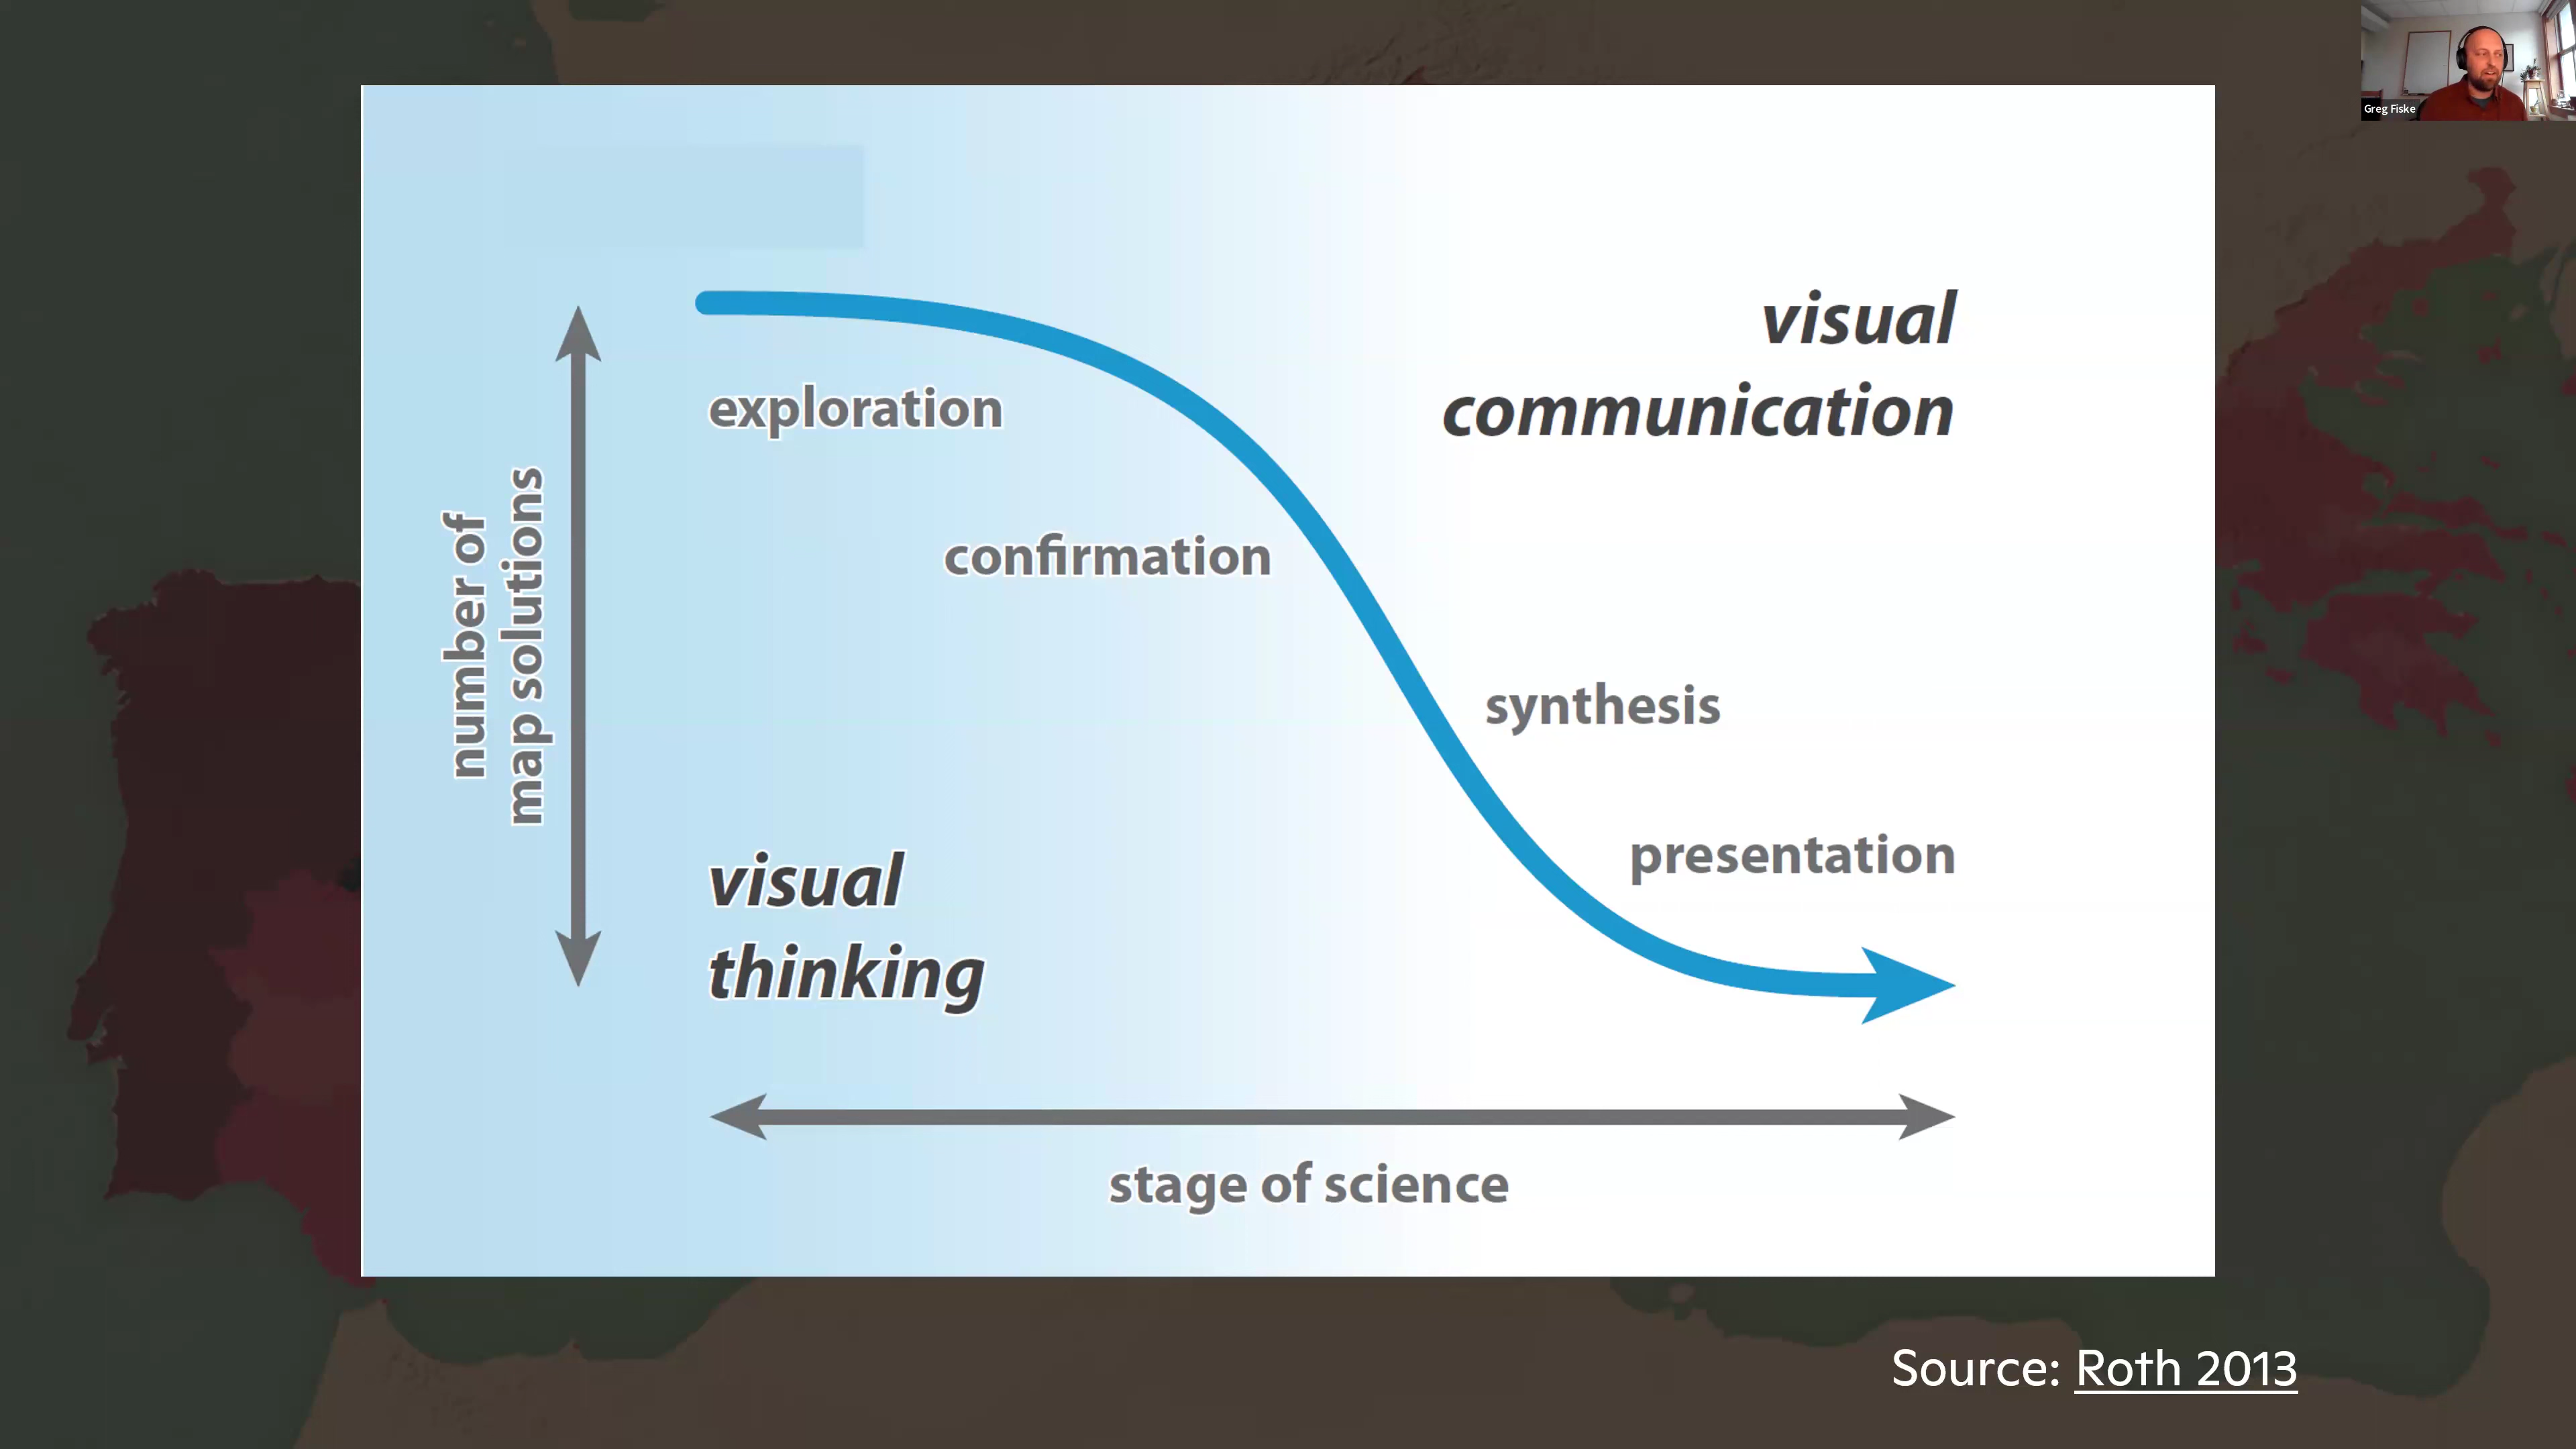 Greg Fiske
visual
communication
exploration
number of
map solutions
confirmation
synthesis
presentation
visual
thinking
stage of science
Source: Roth 2013